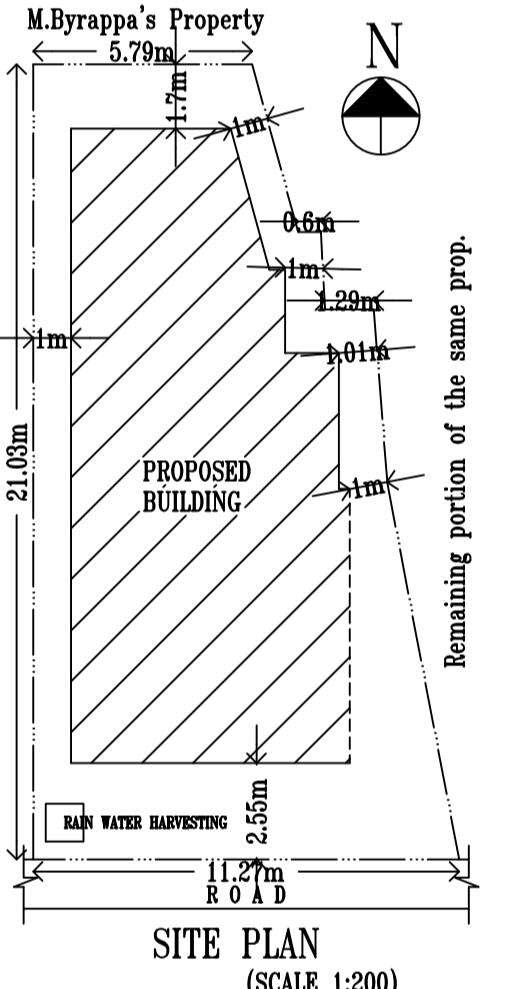 M.Byrappa's Property
5.79m
N
1.7m
1m
0.6m
1m
1.29m
1m
1.01m
21.03m
Remaining portion of the same prop.
PROPOSED
BUILDING
1m
2.55m
RAIN WATER HARVESTING
11.27m
R O A D
SITE PLAN
(SCALE 1:200)